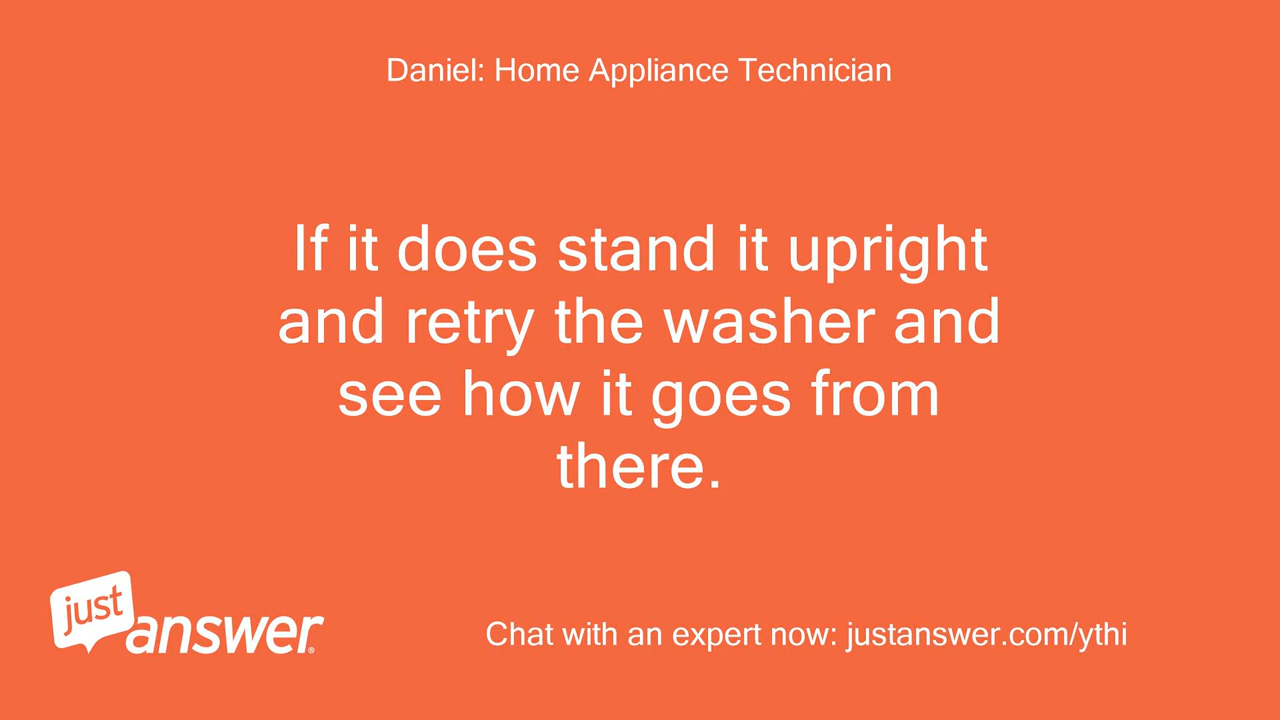 Daniel: Home Appliance Technician
If it does stand it upright
and retry the washer and
see how it goes from
there.
just
answer®
Chat with an expert now: justanswer.com/ythi